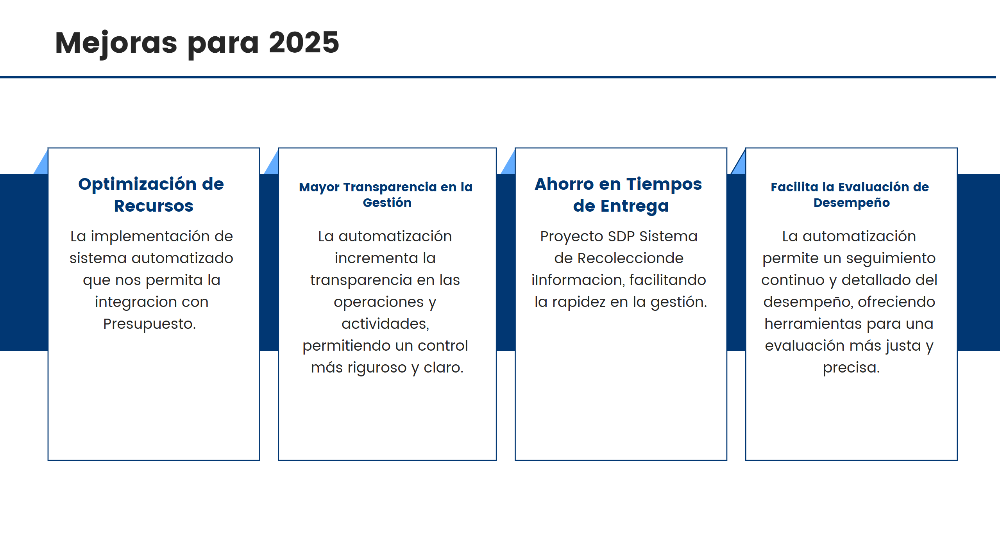 Mejoras para 2025
Optimización de
Recursos
La implementación de
sistema automatizado
que nos permita la
integracion con
Presupuesto.
Mayor Transparencia en la
Gestión
La automatización
incrementa la
transparencia en las
operaciones y
actividades,
permitiendo un control
más riguroso y claro.
Ahorro en Tiempos
de Entrega
Proyecto SDP Sistema
de Recoleccionde
iInformacion, facilitando
la rapidez en la gestión.
Facilita la Evaluación de
Desempeño
La automatización
permite un seguimiento
continuo y detallado del
desempeño, ofreciendo
herramientas para una
evaluación más justa y
precisa.